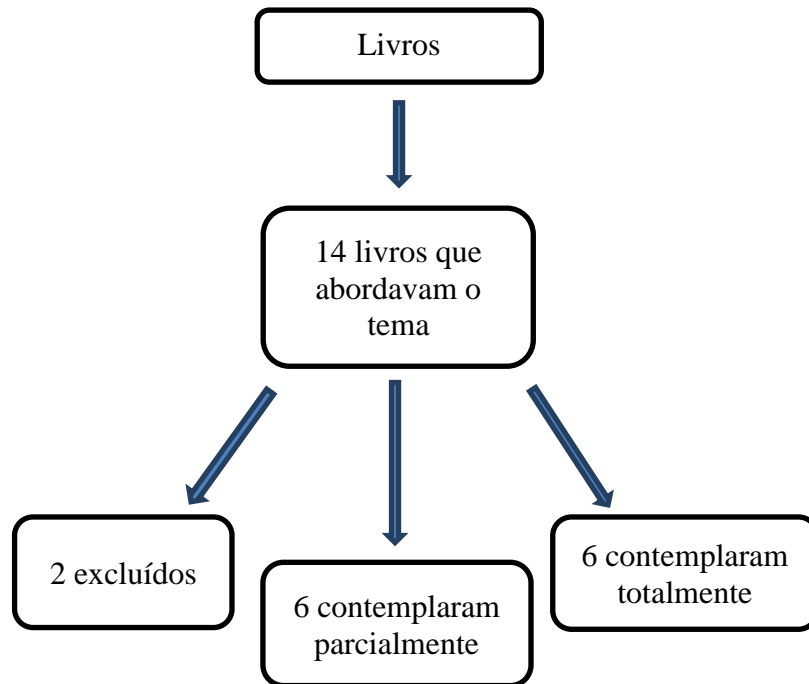 Livros
14 livros que
abordavam o
tema
2 excluídos
6 contemplaram
parcialmente
6 contemplaram
totalmente